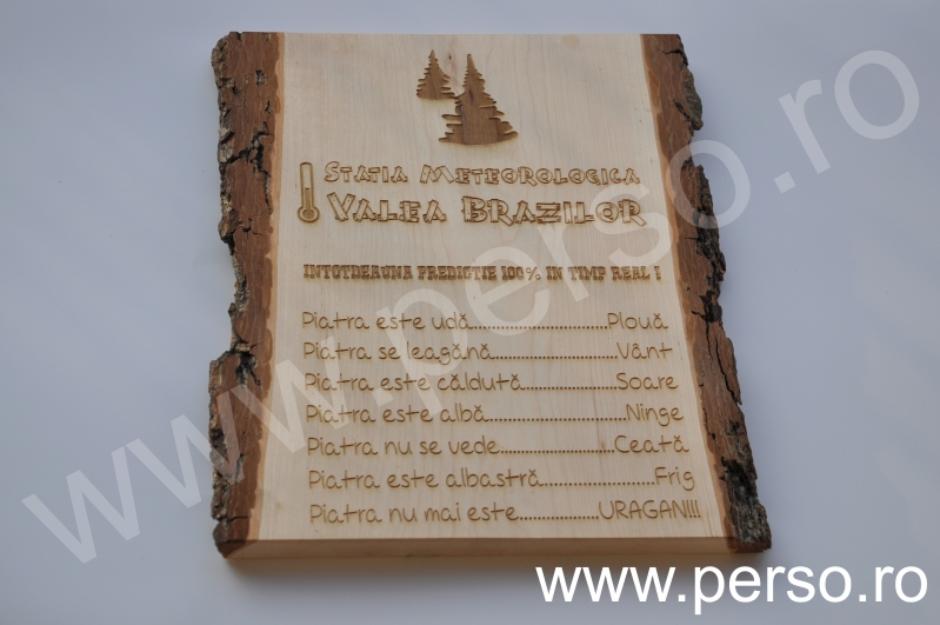 STATIA METEOROLOGICA
VALEA BRAZILOR
INTOTDEAUNA PREDICTIE 100% IN TIMP REAL !
Piatra este udă..............................Plouă
Piatra se leagănă...........................Vânt
Piatra este căldută....................Soare
Piatra este albă..............................Ninge
Piatra nu se vede.........................Ceată
Piatra este albastră.........................Frig
Piatra nu mai este.................URAGAN!!!
www.perso.ro
www.perso.ro